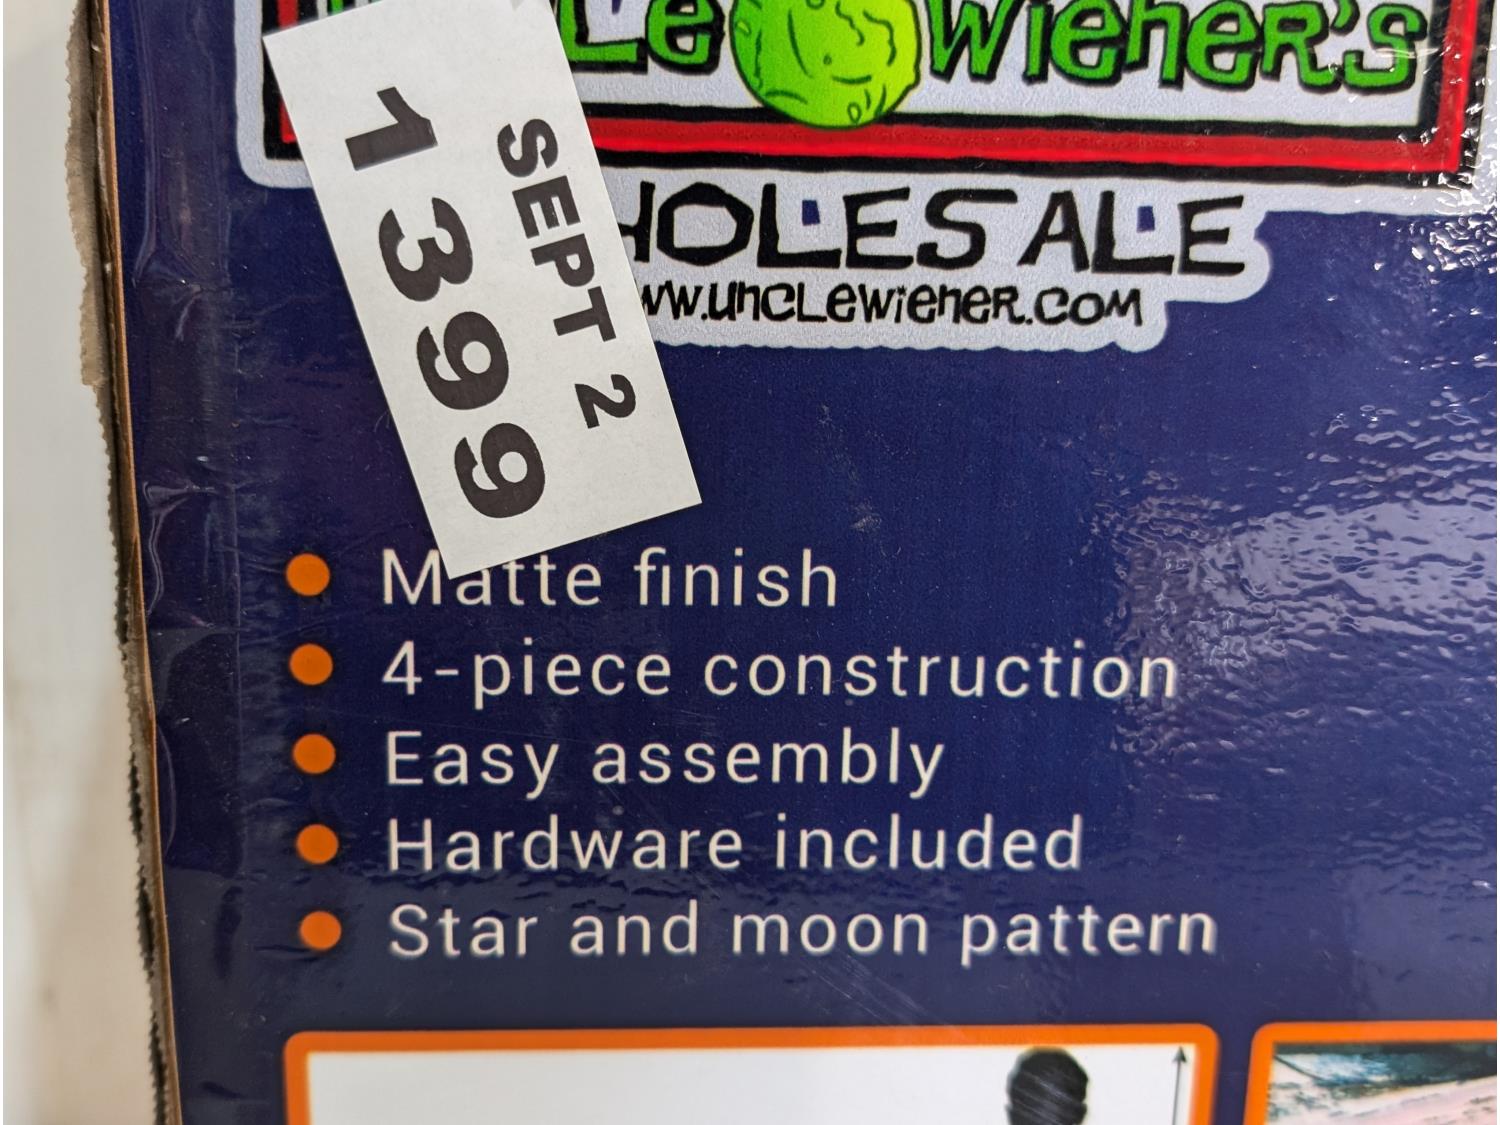 Wiener's
WHOLESALE
www.unclewiener.com
SEPT 2
1399
Matte finish
4-piece construction
Easy assembly
Hardware included
Star and moon pattern